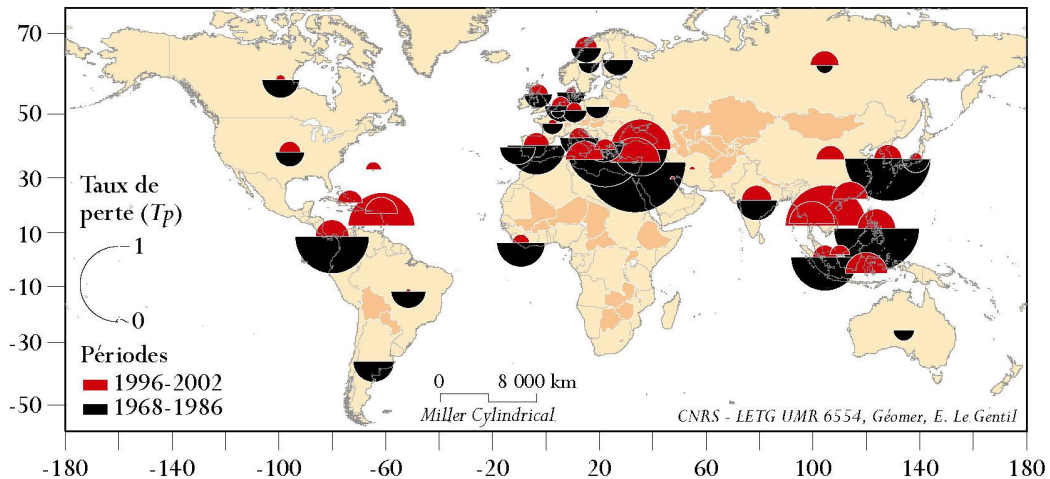 70
50
30
10
-10
-30
-50
Taux de
perte (Tp)
1
0
Périodes
1996-2002
1968-1986
0 8 000 km
Miller Cylindrical
CNRS - LETG UMR 6554, Géomer, E. Le Gentil
-180 -140 -100 -60 -20 20 60 100 140 180